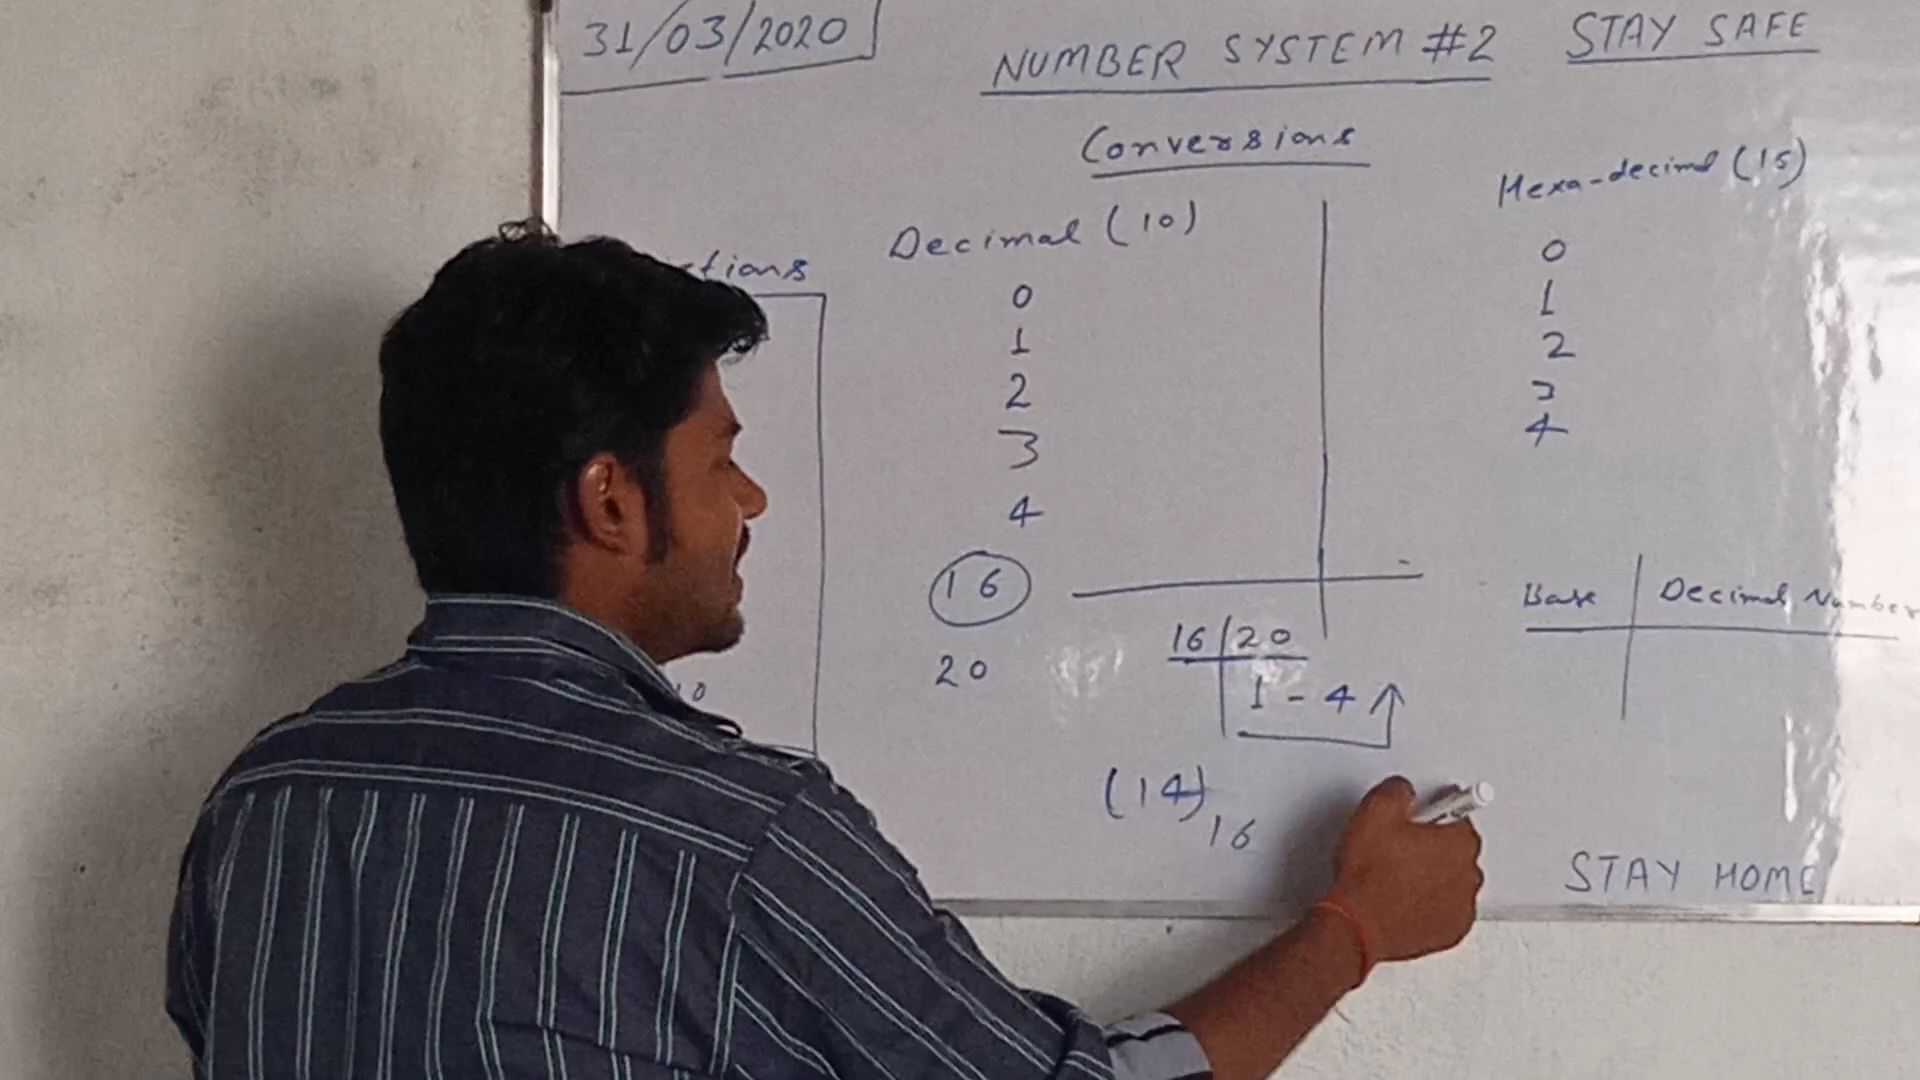 31/03/2020
NUMBER SYSTEM #2
STAY SAFE
Conversions
Decimal (10)
0
1
2
3
4
16
20
16 20
1 - 4
(14)16
Hexa-decimal (15)
0
1
2
3
4
Base Decimal Number
STAY HOME